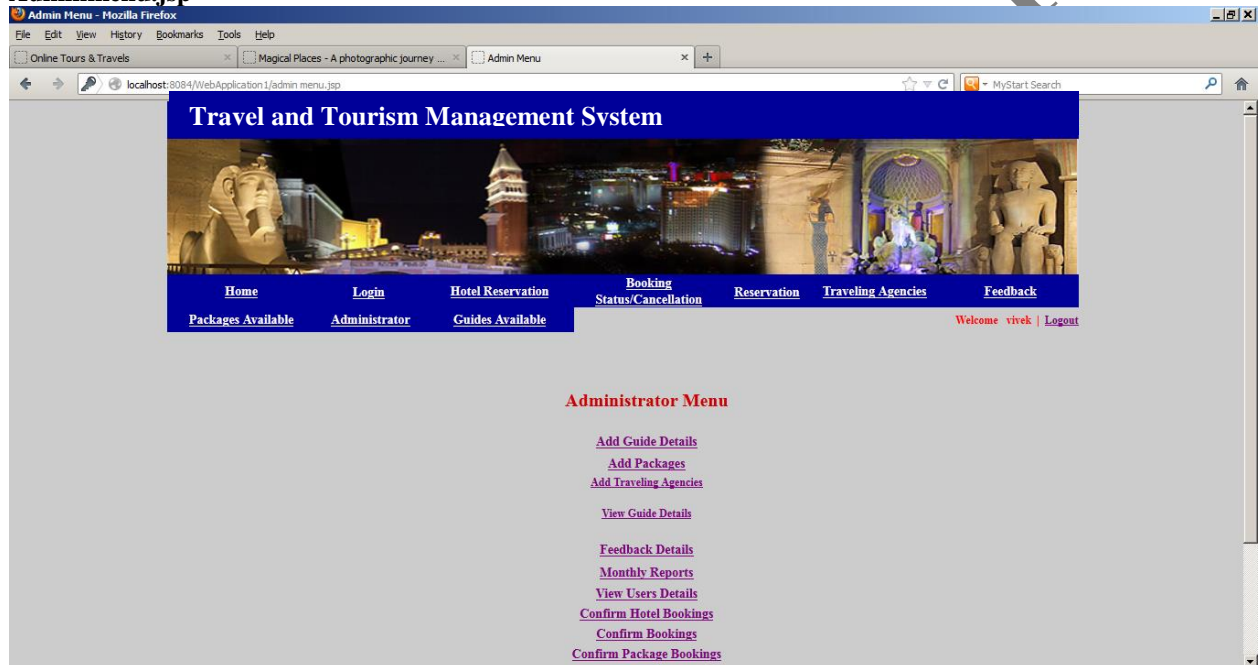 Adminmenu.jsp
Admin Menu - Mozilla Firefox
File Edit View History Bookmarks Tools Help
Online Tours & Travels
Magical Places - A photographic journey ...
Admin Menu
localhost:8084/WebApplication1/admin menu.jsp
MyStart Search
Travel and Tourism Management System
Home Login Hotel Reservation Booking Status/Cancellation Reservation Traveling Agencies Feedback
Packages Available Administrator Guides Available
Welcome vivek | Logout
Administrator Menu
Add Guide Details
Add Packages
Add Traveling Agencies
View Guide Details
Feedback Details
Monthly Reports
View Users Details
Confirm Hotel Bookings
Confirm Bookings
Confirm Package Bookings